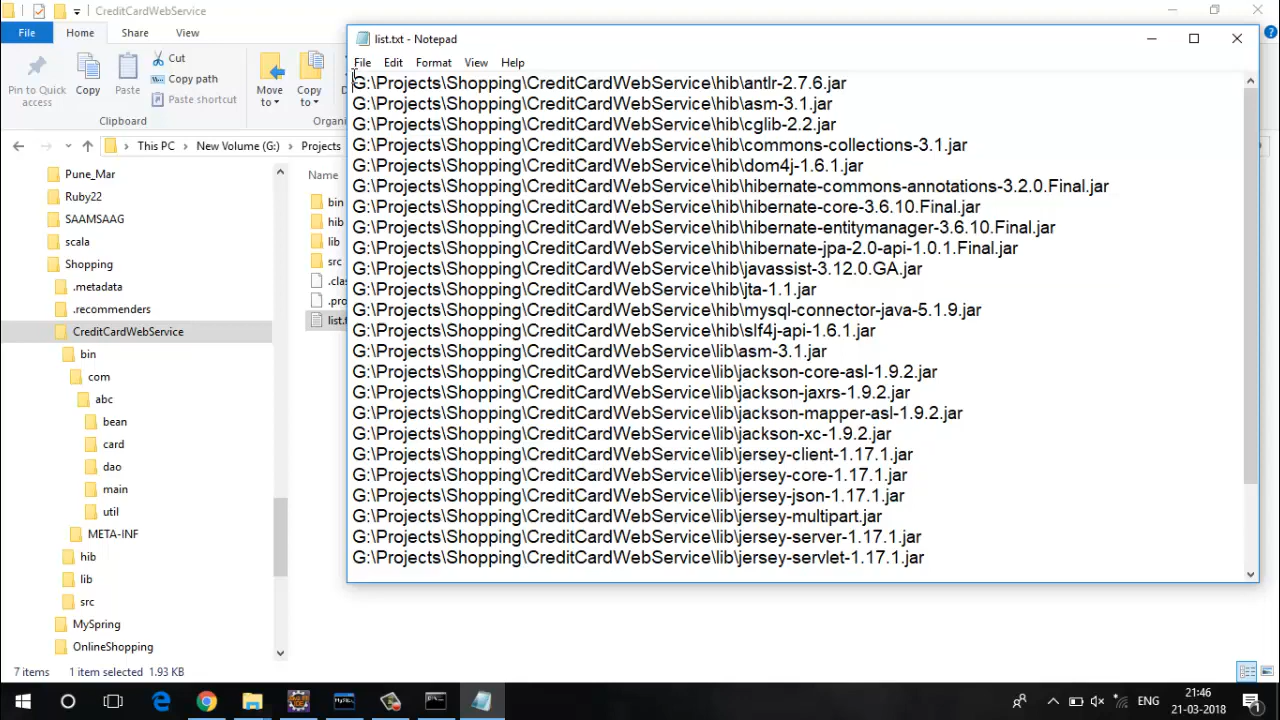 CreditCardWebService
File
Home
Share
View
Pin to Quick access
Copy
Paste
Cut
Copy path
Paste shortcut
Clipboard
Move to
Copy to
This PC
New Volume (G:)
Projects
Pune_Mar
Ruby22
SAAMSAAG
scala
Shopping
.metadata
.recommenders
CreditCardWebService
bin
com
abc
bean
card
dao
main
util
META-INF
hib
lib
src
MySpring
OnlineShopping
Name
bin
hib
lib
src
7 items
1 item selected 1.93 KB
list.txt - Notepad
File Edit Format View Help
G:\Projects\Shopping\CreditCardWebService\hib\antlr-2.7.6.jar
G:\Projects\Shopping\CreditCardWebService\hib\asm-3.1.jar
G:\Projects\Shopping\CreditCardWebService\hib\cglib-2.2.jar
G:\Projects\Shopping\CreditCardWebService\hib\commons-collections-3.1.jar
G:\Projects\Shopping\CreditCardWebService\hib\dom4j-1.6.1.jar
G:\Projects\Shopping\CreditCardWebService\hib\hibernate-commons-annotations-3.2.0.Final.jar
G:\Projects\Shopping\CreditCardWebService\hib\hibernate-core-3.6.10.Final.jar
G:\Projects\Shopping\CreditCardWebService\hib\hibernate-entitymanager-3.6.10.Final.jar
G:\Projects\Shopping\CreditCardWebService\hib\hibernate-jpa-2.0-api-1.0.1.Final.jar
G:\Projects\Shopping\CreditCardWebService\hib\javassist-3.12.0.GA.jar
G:\Projects\Shopping\CreditCardWebService\hib\jta-1.1.jar
G:\Projects\Shopping\CreditCardWebService\hib\mysql-connector-java-5.1.9.jar
G:\Projects\Shopping\CreditCardWebService\hib\slf4j-api-1.6.1.jar
G:\Projects\Shopping\CreditCardWebService\lib\asm-3.1.jar
G:\Projects\Shopping\CreditCardWebService\lib\jackson-core-asl-1.9.2.jar
G:\Projects\Shopping\CreditCardWebService\lib\jackson-jaxrs-1.9.2.jar
G:\Projects\Shopping\CreditCardWebService\lib\jackson-mapper-asl-1.9.2.jar
G:\Projects\Shopping\CreditCardWebService\lib\jackson-xc-1.9.2.jar
G:\Projects\Shopping\CreditCardWebService\lib\jersey-client-1.17.1.jar
G:\Projects\Shopping\CreditCardWebService\lib\jersey-core-1.17.1.jar
G:\Projects\Shopping\CreditCardWebService\lib\jersey-json-1.17.1.jar
G:\Projects\Shopping\CreditCardWebService\lib\jersey-multipart.jar
G:\Projects\Shopping\CreditCardWebService\lib\jersey-server-1.17.1.jar
G:\Projects\Shopping\CreditCardWebService\lib\jersey-servlet-1.17.1.jar
ENG
21:46
21-03-2018